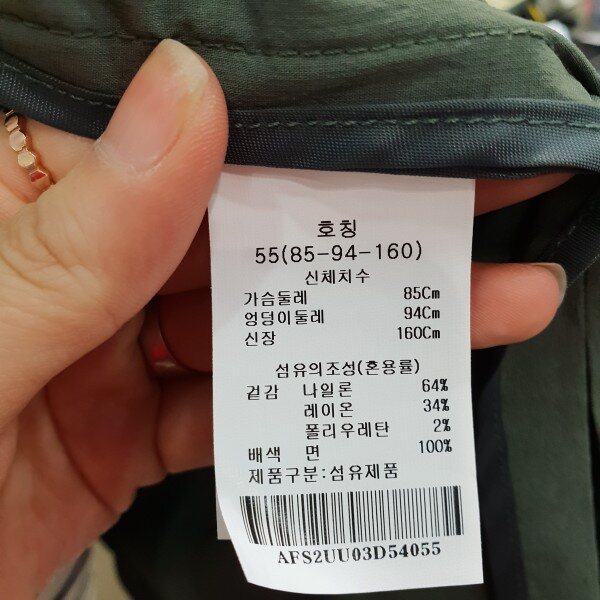 호칭
55(85-94-160)
신체치수
가슴둘레 85Cm
엉덩이둘레 94Cm
신장 160Cm
섬유의조성(혼용률)
겉감 나일론 64%
레이온 34%
폴리우레탄 2%
배색 면 100%
제품구분:섬유제품
AFS2UU03D54055